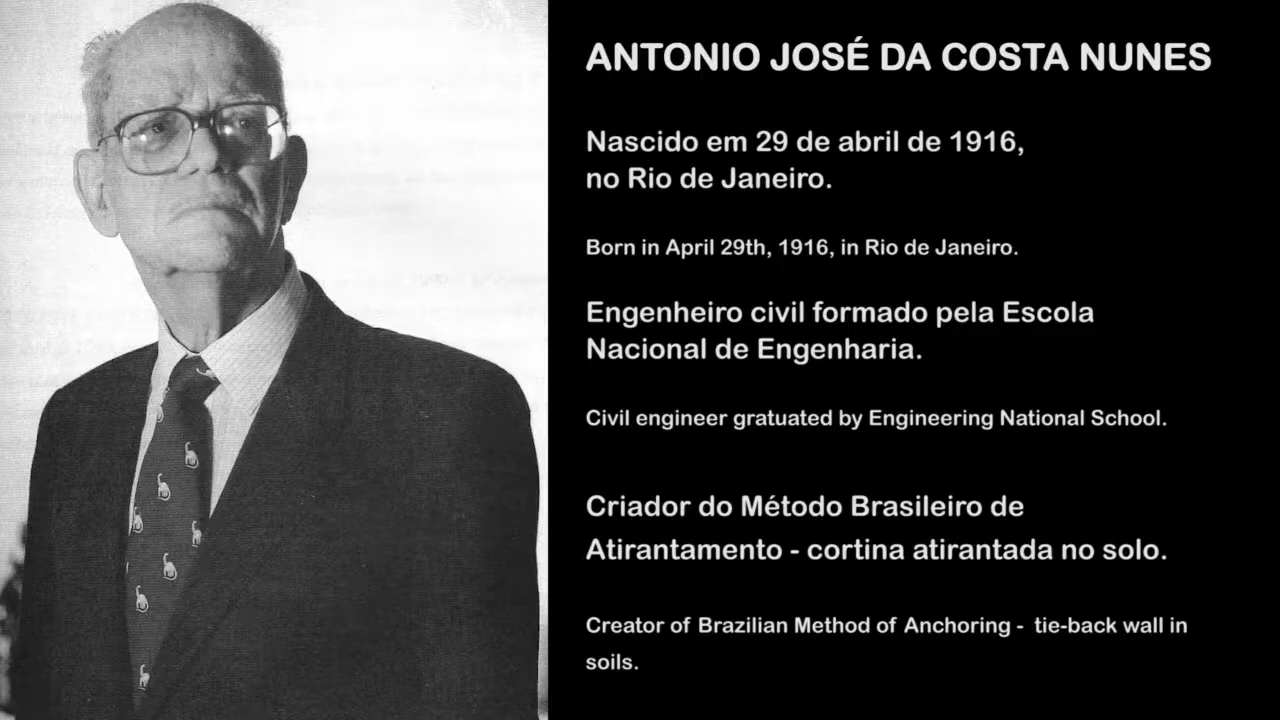 ANTONIO JOSÉ DA COSTA NUNES
Nascido em 29 de abril de 1916,
no Rio de Janeiro.
Born in April 29th, 1916, in Rio de Janeiro.
Engenheiro civil formado pela Escola
Nacional de Engenharia.
Civil engineer gratuated by Engineering National School.
Criador do Método Brasileiro de
Atirantamento - cortina atirantada no solo.
Creator of Brazilian Method of Anchoring - tie-back wall in
soils.